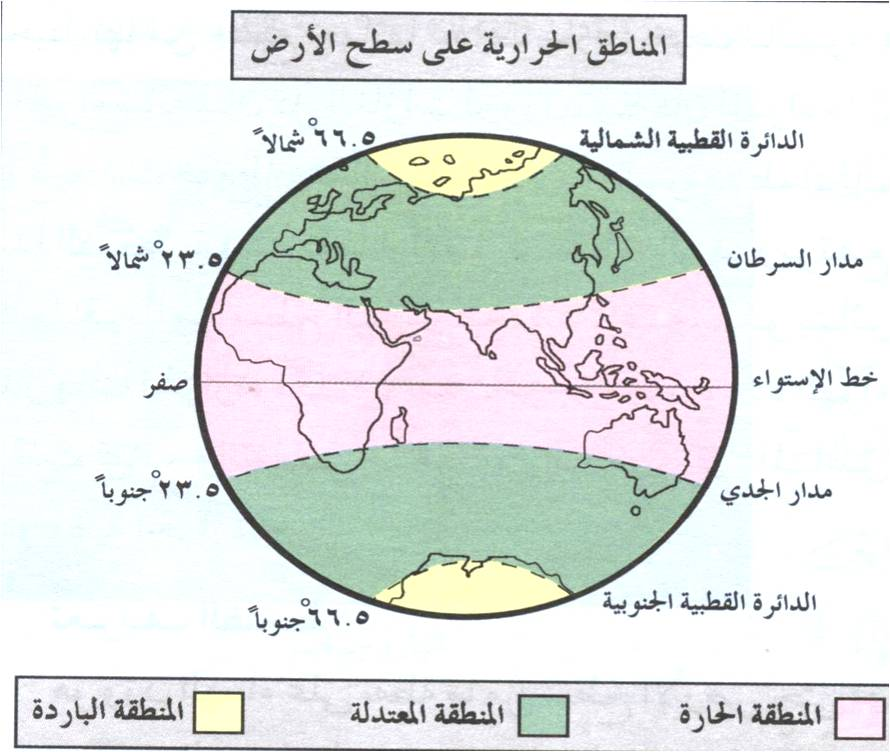 المناطق الحرارية على سطح الأرض
الدائرة القطبية الشمالية
٦٦.٥° شمالاً
مدار السرطان
٢٣.٥° شمالاً
خط الإستواء
صفر
مدار الجدي
٢٣.٥° جنوباً
الدائرة القطبية الجنوبية
٦٦.٥° جنوباً
المنطقة الحارة
المنطقة المعتدلة
المنطقة الباردة